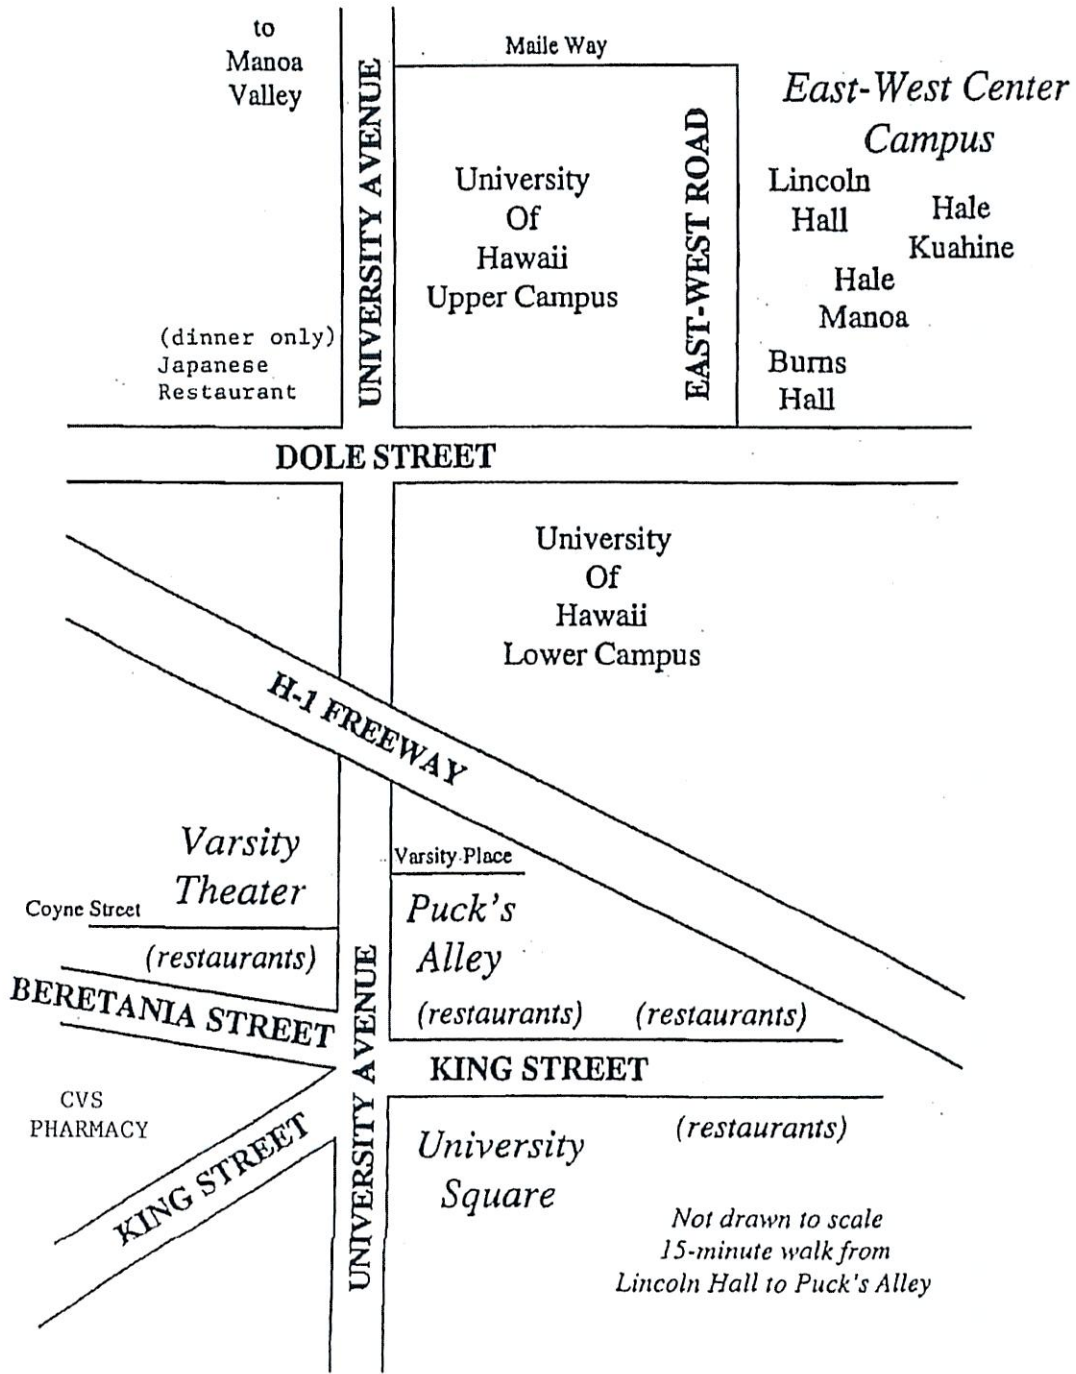 to
Manoa
Valley
Maile Way
UNIVERSITY AVENUE
East-West Center
Campus
University
Of
Hawaii
Upper Campus
EAST-WEST ROAD
Lincoln
Hall
Hale
Kuahine
Hale
Manoa
Burns
Hall
(dinner only)
Japanese
Restaurant
DOLE STREET
University
Of
Hawaii
Lower Campus
H-1 FREEWAY
Varsity
Theater
Varsity Place
Coyne Street
Puck's
Alley
(restaurants)
(restaurants)
(restaurants)
BERETANIA STREET
UNIVERSITY AVENUE
KING STREET
CVS
PHARMACY
KING STREET
University
Square
(restaurants)
Not drawn to scale
15-minute walk from
Lincoln Hall to Puck's Alley